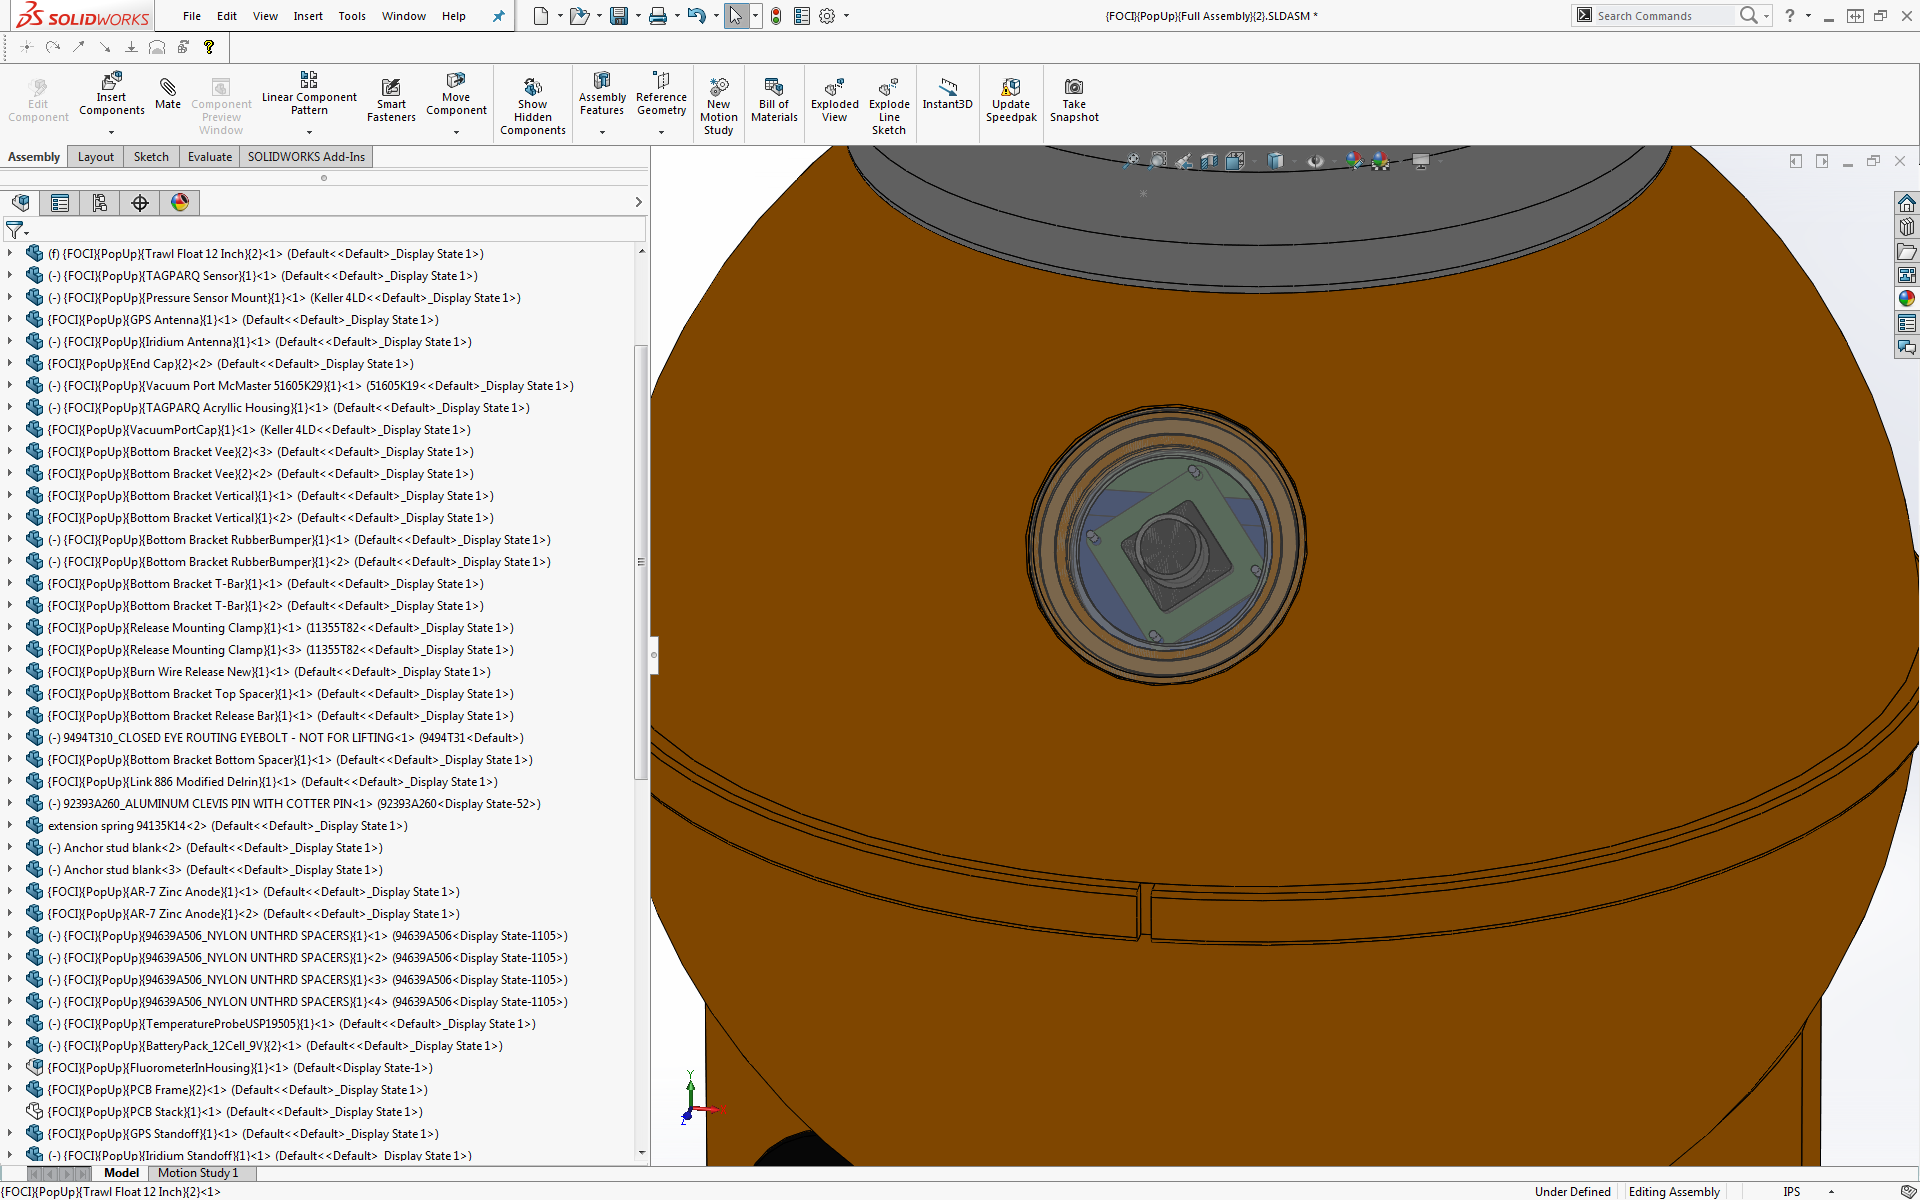 SOLIDWORKS File Edit View Insert Tools Window Help {FOCI}{PopUp}{Full Assembly}{2}.SLDASM * Search Commands
Edit Component
Insert Components
Mate
Component Preview Window
Linear Component Pattern
Smart Fasteners
Move Component
Show Hidden Components
Assembly Features
Reference Geometry
New Motion Study
Bill of Materials
Exploded View
Explode Line Sketch
Instant3D
Update Speedpak
Take Snapshot
Assembly Layout Sketch Evaluate SOLIDWORKS Add-Ins
(f) {FOCI}{PopUp}{Trawl Float 12 Inch}{2}<1> (Default<<Default>_Display State 1>)
(-) {FOCI}{PopUp}{TAGPARQ Sensor}{1}<1> (Default<<Default>_Display State 1>)
(-) {FOCI}{PopUp}{Pressure Sensor Mount}{1}<1> (Keller 4LD<<Default>_Display State 1>)
{FOCI}{PopUp}{GPS Antenna}{1}<1> (Default<<Default>_Display State 1>)
(-) {FOCI}{PopUp}{Iridium Antenna}{1}<1> (Default<<Default>_Display State 1>)
{FOCI}{PopUp}{End Cap}{2}<2> (Default<<Default>_Display State 1>)
(-) {FOCI}{PopUp}{Vacuum Port McMaster 51605K29}{1}<1> (51605K19<<Default>_Display State 1>)
(-) {FOCI}{PopUp}{TAGPARQ Acryllic Housing}{1}<1> (Default<<Default>_Display State 1>)
{FOCI}{PopUp}{VacuumPortCap}{1}<1> (Keller 4LD<<Default>_Display State 1>)
{FOCI}{PopUp}{Bottom Bracket Vee}{2}<3> (Default<<Default>_Display State 1>)
{FOCI}{PopUp}{Bottom Bracket Vee}{2}<2> (Default<<Default>_Display State 1>)
{FOCI}{PopUp}{Bottom Bracket Vertical}{1}<1> (Default<<Default>_Display State 1>)
{FOCI}{PopUp}{Bottom Bracket Vertical}{1}<2> (Default<<Default>_Display State 1>)
(-) {FOCI}{PopUp}{Bottom Bracket RubberBumper}{1}<1> (Default<<Default>_Display State 1>)
(-) {FOCI}{PopUp}{Bottom Bracket RubberBumper}{1}<2> (Default<<Default>_Display State 1>)
{FOCI}{PopUp}{Bottom Bracket T-Bar}{1}<1> (Default<<Default>_Display State 1>)
{FOCI}{PopUp}{Bottom Bracket T-Bar}{1}<2> (Default<<Default>_Display State 1>)
{FOCI}{PopUp}{Release Mounting Clamp}{1}<1> (11355T82<<Default>_Display State 1>)
{FOCI}{PopUp}{Release Mounting Clamp}{1}<3> (11355T82<<Default>_Display State 1>)
{FOCI}{PopUp}{Burn Wire Release New}{1}<1> (Default<<Default>_Display State 1>)
{FOCI}{PopUp}{Bottom Bracket Top Spacer}{1}<1> (Default<<Default>_Display State 1>)
{FOCI}{PopUp}{Bottom Bracket Release Bar}{1}<1> (Default<<Default>_Display State 1>)
(-) 9494T310_CLOSED EYE ROUTING EYEBOLT - NOT FOR LIFTING<1> (9494T31<Default>)
{FOCI}{PopUp}{Bottom Bracket Bottom Spacer}{1}<1> (Default<<Default>_Display State 1>)
{FOCI}{PopUp}{Link 886 Modified Delrin}{1}<1> (Default<<Default>_Display State 1>)
(-) 92393A260_ALUMINUM CLEVIS PIN WITH COTTER PIN<1> (92393A260<Display State-52>)
extension spring 94135K14<2> (Default<<Default>_Display State 1>)
(-) Anchor stud blank<2> (Default<<Default>_Display State 1>)
(-) Anchor stud blank<3> (Default<<Default>_Display State 1>)
{FOCI}{PopUp}{AR-7 Zinc Anode}{1}<1> (Default<<Default>_Display State 1>)
{FOCI}{PopUp}{AR-7 Zinc Anode}{1}<2> (Default<<Default>_Display State 1>)
(-) {FOCI}{PopUp}{94639A506_NYLON UNTHRD SPACERS}{1}<1> (94639A506<Display State-1105>)
(-) {FOCI}{PopUp}{94639A506_NYLON UNTHRD SPACERS}{1}<2> (94639A506<Display State-1105>)
(-) {FOCI}{PopUp}{94639A506_NYLON UNTHRD SPACERS}{1}<3> (94639A506<Display State-1105>)
(-) {FOCI}{PopUp}{94639A506_NYLON UNTHRD SPACERS}{1}<4> (94639A506<Display State-1105>)
(-) {FOCI}{PopUp}{TemperatureProbeUSP19505}{1}<1> (Default<<Default>_Display State 1>)
(-) {FOCI}{PopUp}{BatteryPack_12Cell_9V}{2}<1> (Default<<Default>_Display State 1>)
{FOCI}{PopUp}{FluorometerInHousing}{1}<1> (Default<Display State-1>)
{FOCI}{PopUp}{PCB Frame}{2}<1> (Default<<Default>_Display State 1>)
{FOCI}{PopUp}{PCB Stack}{1}<1> (Default<<Default>_Display State 1>)
{FOCI}{PopUp}{GPS Standoff}{1}<1> (Default<<Default>_Display State 1>)
(-) {FOCI}{PopUp}{Iridium Standoff}{1}<1> (Default<<Default>_Display State 1>)
Y
Z
Model Motion Study 1
{FOCI}{PopUp}{Trawl Float 12 Inch}{2}<1> Under Defined Editing Assembly IPS